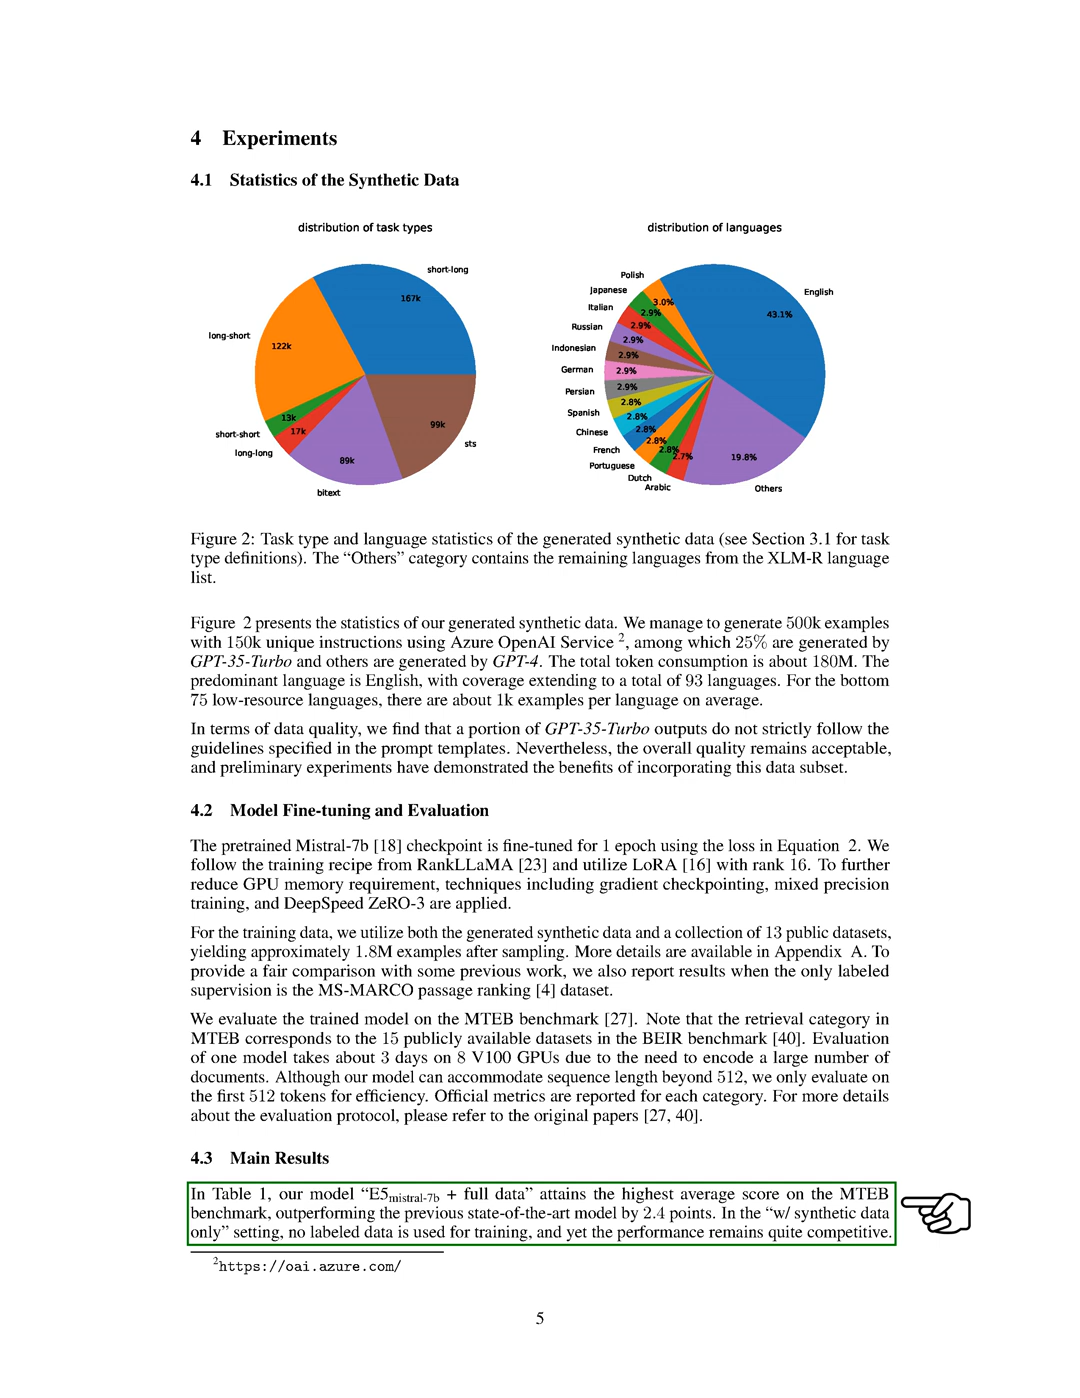 4 Experiments
4.1 Statistics of the Synthetic Data
distribution of task types
short-long
167k
long-short
122k
13k
short-short
17k
long-long
89k
bitext
99k
sts
distribution of languages
Polish
3.0%
Japanese
2.9%
Italian
2.9%
Russian
2.9%
Indonesian
2.9%
German
2.9%
Persian
2.9%
Spanish
2.8%
Chinese
2.8%
French
2.8%
Portuguese
2.8%
Dutch
2.8%
Arabic
2.7%
Others
19.8%
English
43.1%
Figure 2: Task type and language statistics of the generated synthetic data (see Section 3.1 for task
type definitions). The “Others” category contains the remaining languages from the XLM-R language
list.
Figure 2 presents the statistics of our generated synthetic data. We manage to generate 500k examples
with 150k unique instructions using Azure OpenAI Service 2, among which 25% are generated by
GPT-35-Turbo and others are generated by GPT-4. The total token consumption is about 180M. The
predominant language is English, with coverage extending to a total of 93 languages. For the bottom
75 low-resource languages, there are about 1k examples per language on average.
In terms of data quality, we find that a portion of GPT-35-Turbo outputs do not strictly follow the
guidelines specified in the prompt templates. Nevertheless, the overall quality remains acceptable,
and preliminary experiments have demonstrated the benefits of incorporating this data subset.
4.2 Model Fine-tuning and Evaluation
The pretrained Mistral-7b [18] checkpoint is fine-tuned for 1 epoch using the loss in Equation 2. We
follow the training recipe from RankLLaMA [23] and utilize LoRA [16] with rank 16. To further
reduce GPU memory requirement, techniques including gradient checkpointing, mixed precision
training, and DeepSpeed ZeRO-3 are applied.
For the training data, we utilize both the generated synthetic data and a collection of 13 public datasets,
yielding approximately 1.8M examples after sampling. More details are available in Appendix A. To
provide a fair comparison with some previous work, we also report results when the only labeled
supervision is the MS-MARCO passage ranking [4] dataset.
We evaluate the trained model on the MTEB benchmark [27]. Note that the retrieval category in
MTEB corresponds to the 15 publicly available datasets in the BEIR benchmark [40]. Evaluation
of one model takes about 3 days on 8 V100 GPUs due to the need to encode a large number of
documents. Although our model can accommodate sequence length beyond 512, we only evaluate on
the first 512 tokens for efficiency. Official metrics are reported for each category. For more details
about the evaluation protocol, please refer to the original papers [27, 40].
4.3 Main Results
In Table 1, our model “E5mistral-7b + full data” attains the highest average score on the MTEB
benchmark, outperforming the previous state-of-the-art model by 2.4 points. In the “w/ synthetic data
only” setting, no labeled data is used for training, and yet the performance remains quite competitive.
2https://oai.azure.com/
5